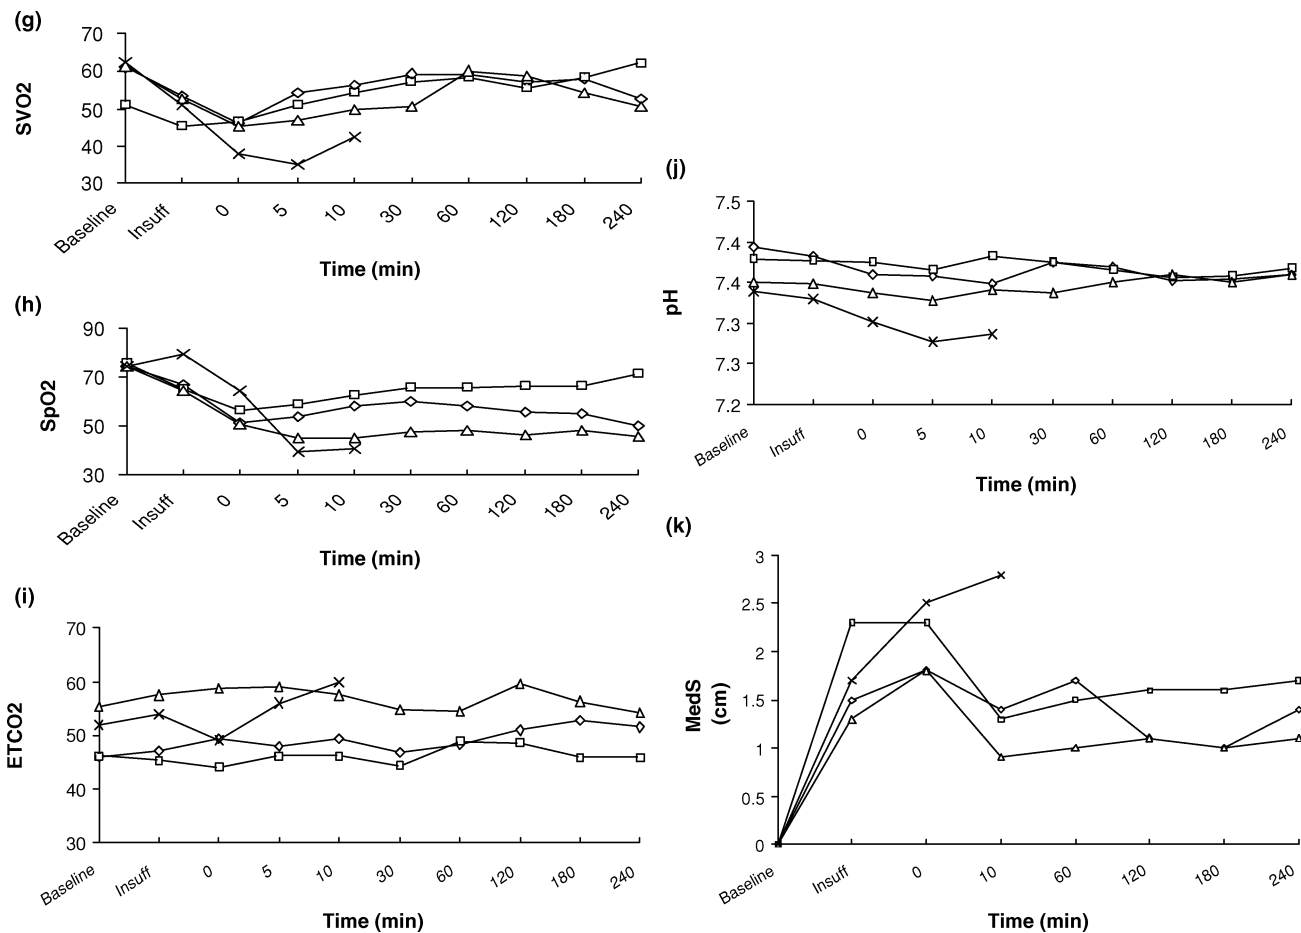 (g)
70
60
50
40
30
SVO2
Baseline Insuff 0 5 10 30 60 120 180 240
Time (min)
(h)
90
70
50
30
SpO2
Baseline Insuff 0 5 10 30 60 120 180 240
Time (min)
(i)
70
60
50
40
30
ETCO2
Baseline Insuff 0 5 10 30 60 120 180 240
Time (min)
(j)
7.5
7.4
7.4
7.3
7.3
7.2
pH
Baseline Insuff 0 5 10 30 60 120 180 240
Time (min)
(k)
3
2.5
2
1.5
1
0.5
0
MedS
(cm)
Baseline Insuff 0 10 60 120 180 240
Time (min)